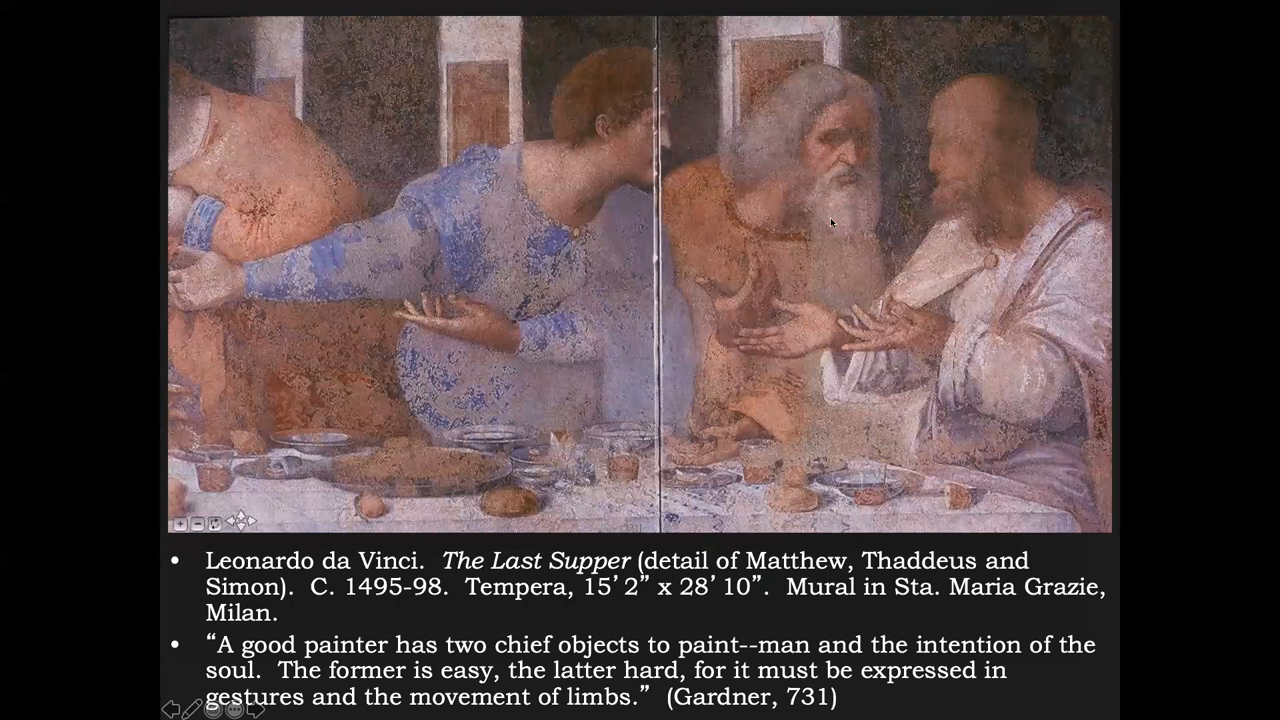 • Leonardo da Vinci.  The Last Supper (detail of Matthew, Thaddeus and
Simon).  C. 1495-98.  Tempera, 15’ 2” x 28’ 10”.  Mural in Sta. Maria Grazie,
Milan.
• “A good painter has two chief objects to paint--man and the intention of the
soul.  The former is easy, the latter hard, for it must be expressed in
gestures and the movement of limbs.”  (Gardner, 731)